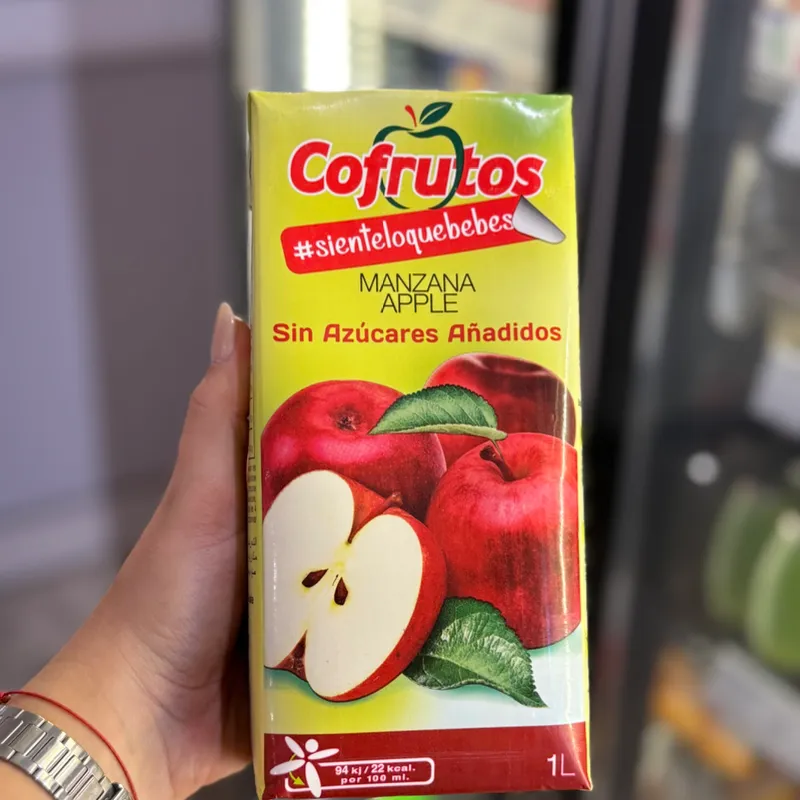 Cofrutos
#sienteloquebebes
MANZANA
APPLE
Sin Azúcares Añadidos
94 kj / 22 kcal.
por 100 ml.
1L